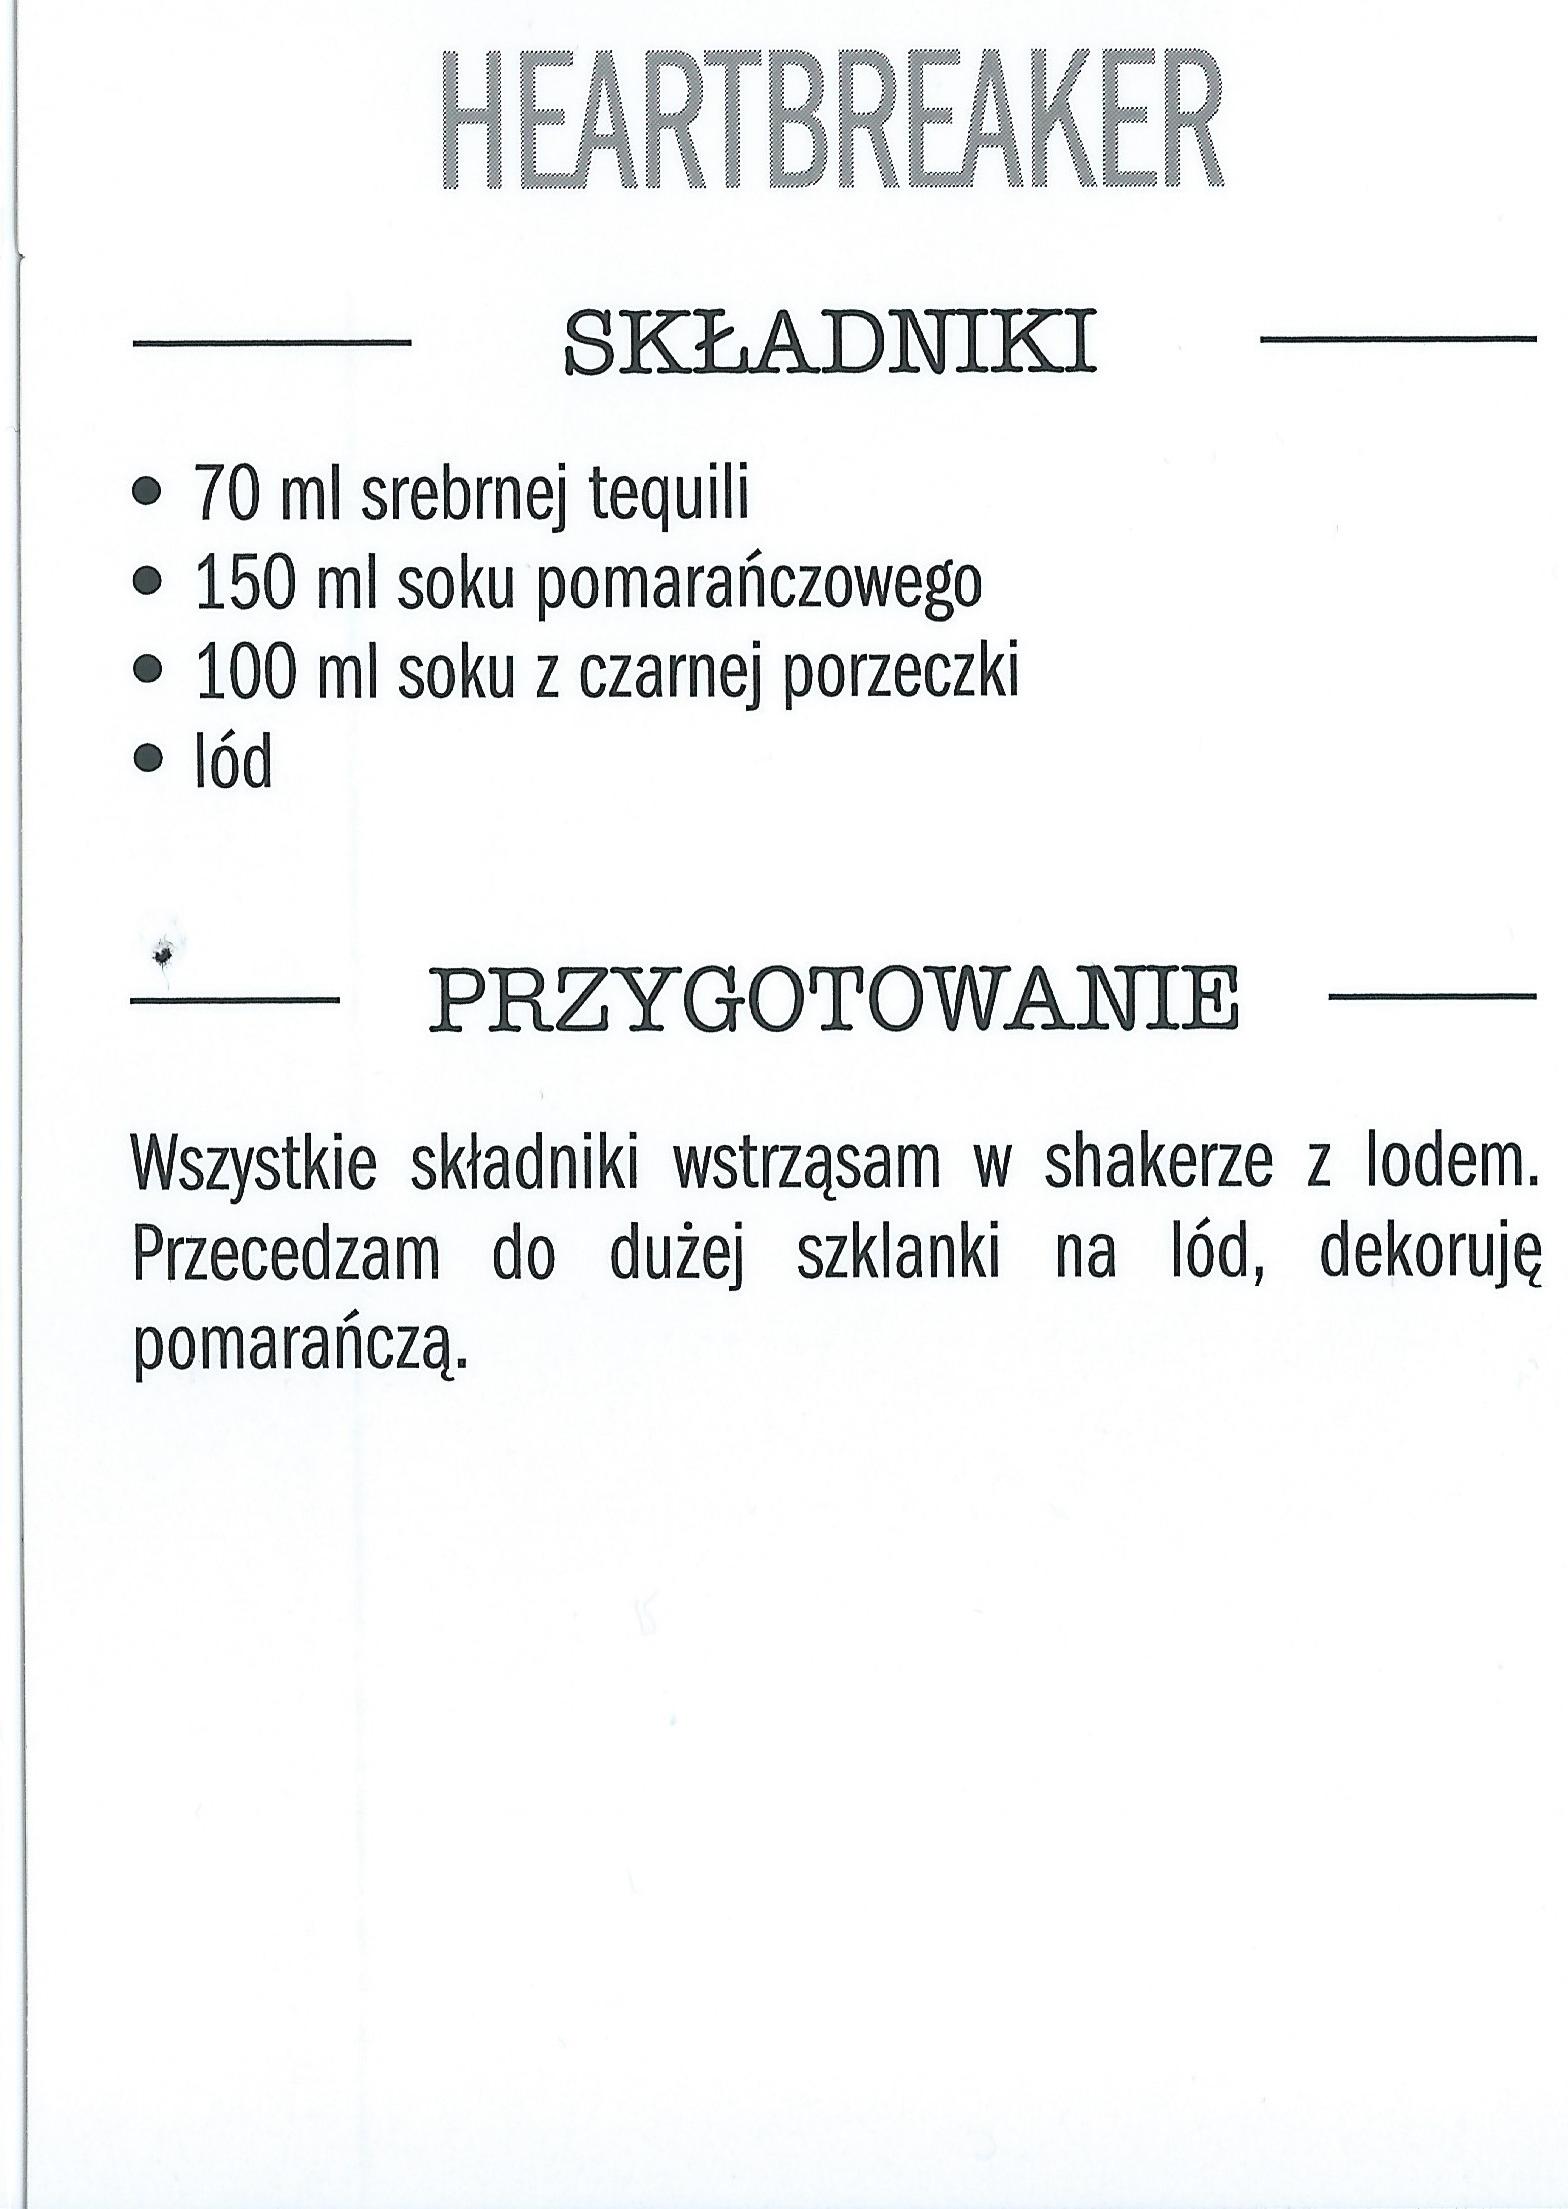 HEARTBREAKER
SKŁADNIKI
• 70 ml srebrnej tequili
• 150 ml soku pomarańczowego
• 100 ml soku z czarnej porzeczki
• lód
PRZYGOTOWANIE
Wszystkie składniki wstrząsam w shakerze z lodem.
Przecedzam do dużej szklanki na lód, dekoruję
pomarańczą.